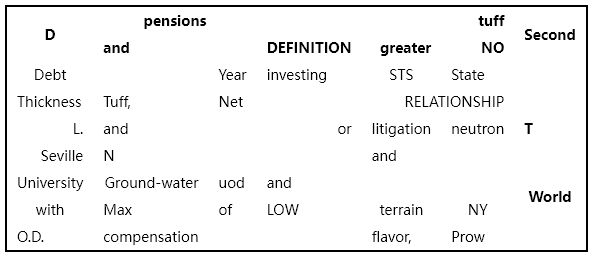 pensions tuff
D Second
and DEFINITION greater NO
Debt Year investing STS State
Thickness Tuff, Net RELATIONSHIP
L. and or litigation neutron T
Seville N and
University Ground-water uod and
World
with Max of LOW terrain NY
O.D. compensation flavor, Prow